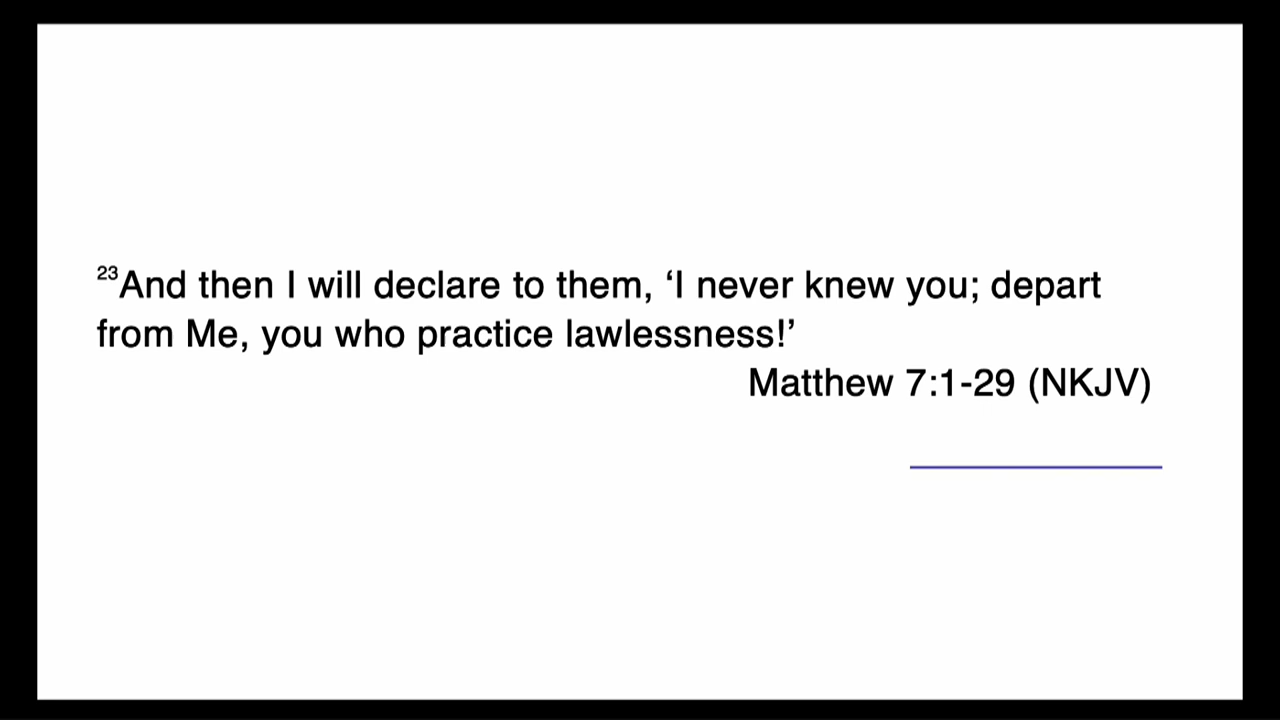 ²³And then I will declare to them, ‘I never knew you; depart
from Me, you who practice lawlessness!’
Matthew 7:1-29 (NKJV)